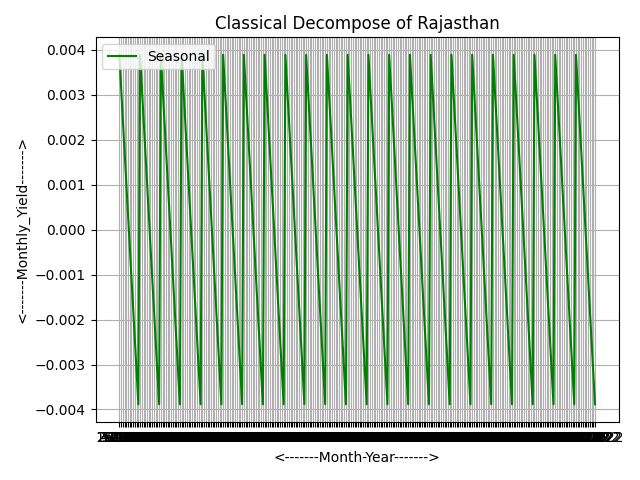 Classical Decompose of Rajasthan
Seasonal
0.004
0.003
0.002
0.001
0.000
−0.001
−0.002
−0.003
−0.004
<-------Monthly_Yield------->
<-------Month-Year------->